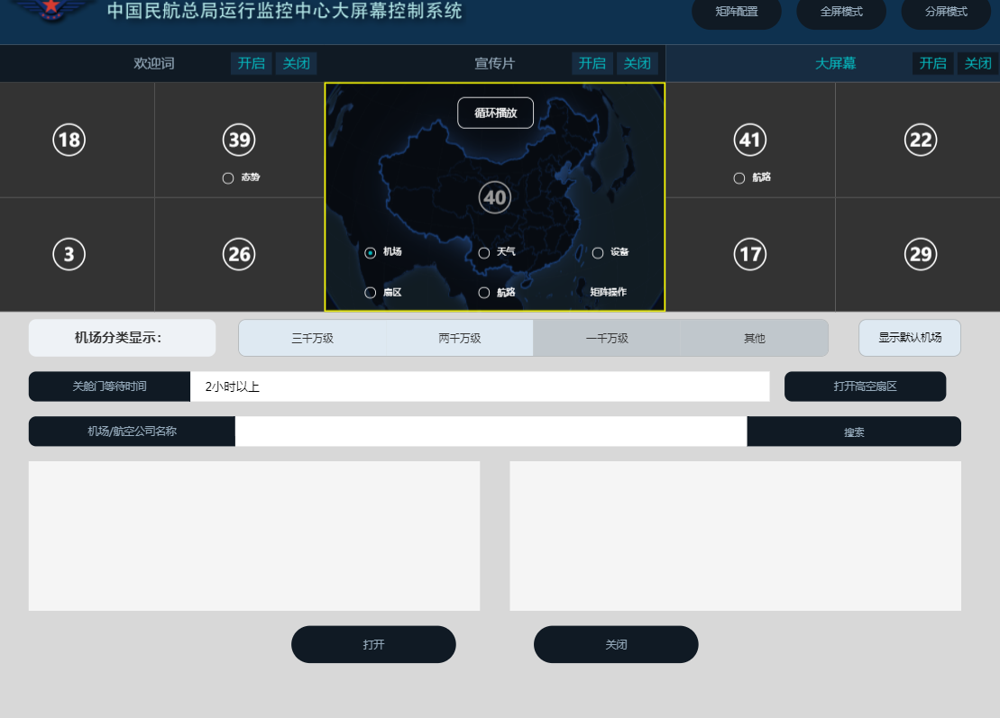 中国民航总局运行监控中心大屏幕控制系统
矩阵配置 全屏模式 分屏模式
欢迎词 开启 关闭 宣传片 开启 关闭 大屏幕 开启 关闭
循环播放
18 39 41 22
态势 航路
40
3 26 17 29
机场 天气 设备
扇区 航路 矩阵操作
机场分类显示: 三千万级 两千万级 一千万级 其他 显示默认机场
关舱门等待时间 2小时以上 打开高空扇区
机场/航空公司名称 搜索
打开 关闭